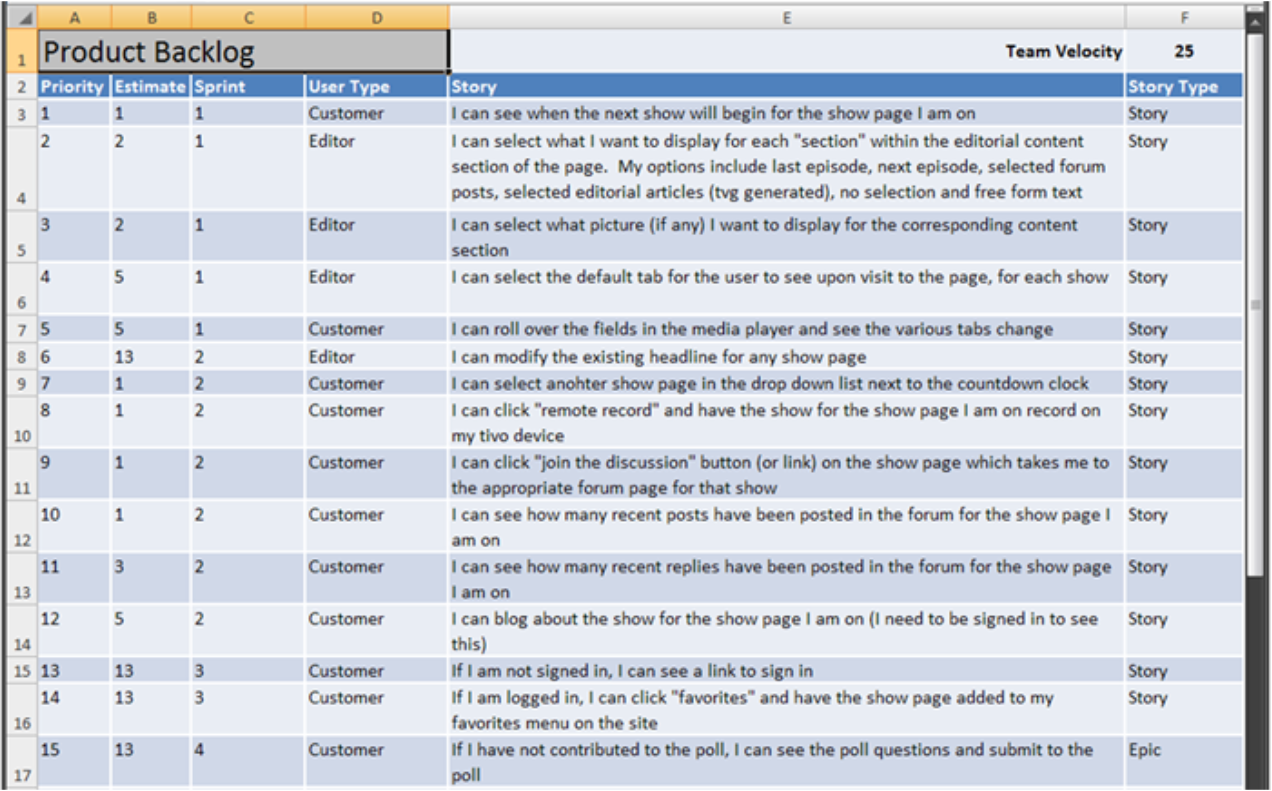 A B C D E F
1 Product Backlog Team Velocity 25
2 Priority Estimate Sprint User Type Story Story Type
3 1 1 1 Customer I can see when the next show will begin for the show page I am on Story
2 2 1 Editor I can select what I want to display for each "section" within the editorial content Story
section of the page. My options include last episode, next episode, selected forum
4 posts, selected editorial articles (tvg generated), no selection and free form text
3 2 1 Editor I can select what picture (if any) I want to display for the corresponding content Story
5 section
4 5 1 Editor I can select the default tab for the user to see upon visit to the page, for each show Story
6
7 5 5 1 Customer I can roll over the fields in the media player and see the various tabs change Story
8 6 13 2 Editor I can modify the existing headline for any show page Story
9 7 1 2 Customer I can select anohter show page in the drop down list next to the countdown clock Story
8 1 2 Customer I can click "remote record" and have the show for the show page I am on record on Story
10 my tivo device
9 1 2 Customer I can click "join the discussion" button (or link) on the show page which takes me to Story
11 the appropriate forum page for that show
10 1 2 Customer I can see how many recent posts have been posted in the forum for the show page I Story
12 am on
11 3 2 Customer I can see how many recent replies have been posted in the forum for the show page Story
13 I am on
12 5 2 Customer I can blog about the show for the show page I am on (I need to be signed in to see Story
14 this)
15 13 13 3 Customer If I am not signed in, I can see a link to sign in Story
14 13 3 Customer If I am logged in, I can click "favorites" and have the show page added to my Story
16 favorites menu on the site
15 13 4 Customer If I have not contributed to the poll, I can see the poll questions and submit to the Epic
17 poll